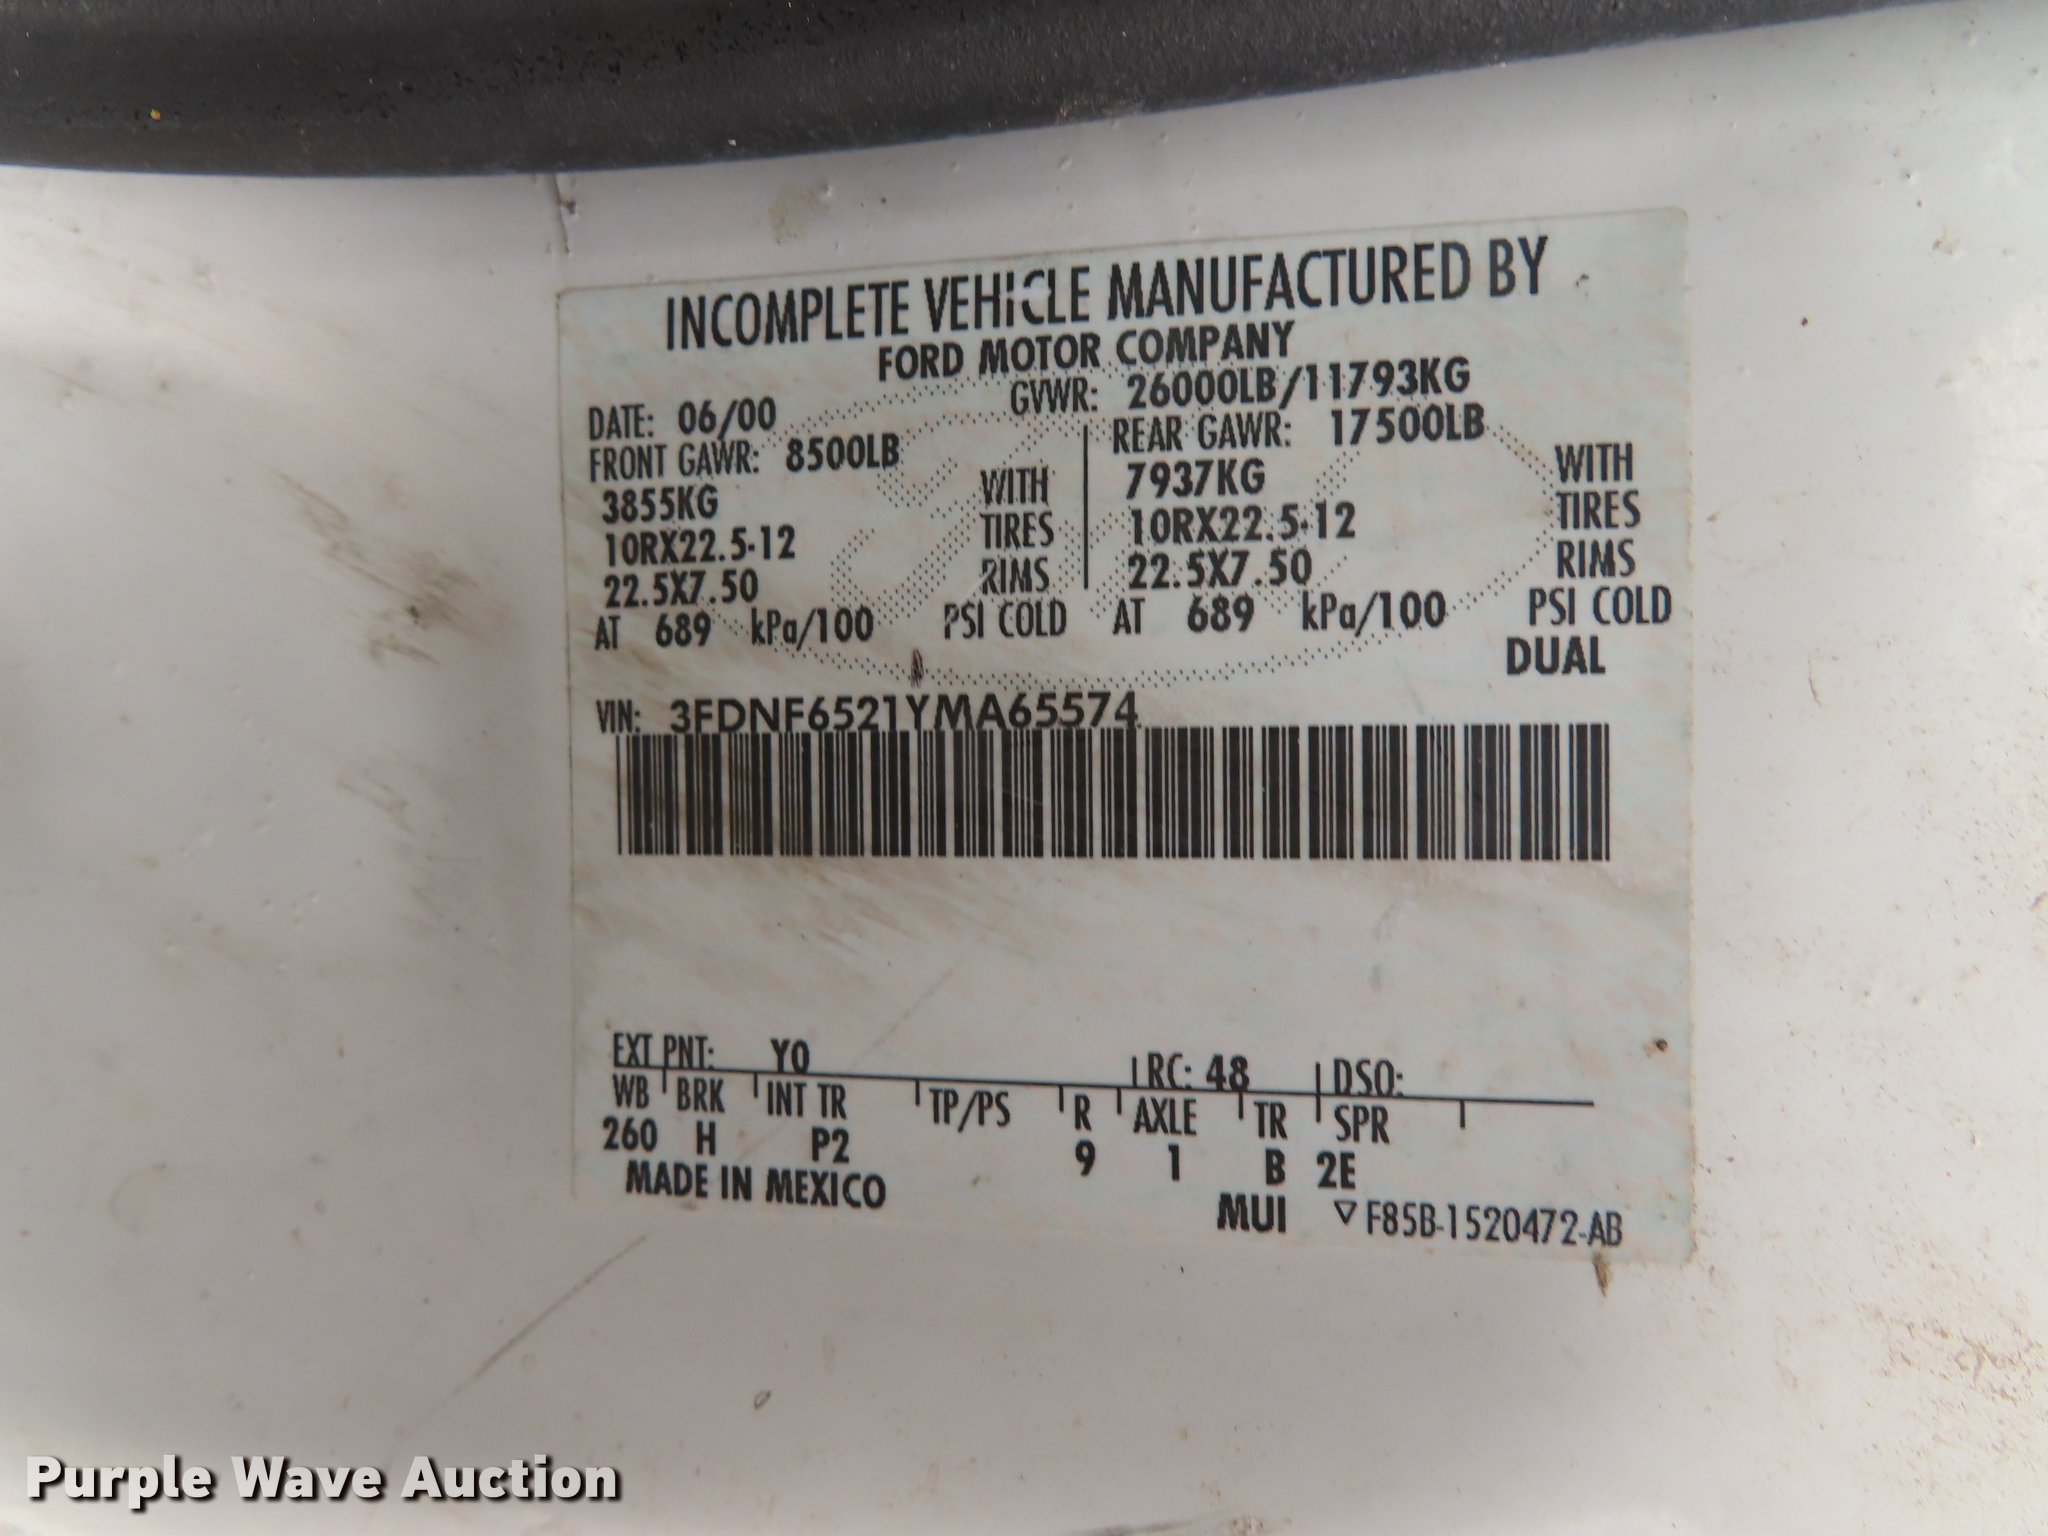 INCOMPLETE VEHICLE MANUFACTURED BY
FORD MOTOR COMPANY
DATE: 06/00 GVWR: 26000LB/11793KG
FRONT GAWR: 8500LB REAR GAWR: 17500LB
3855KG WITH 7937KG WITH
10RX22.5-12 TIRES 10RX22.5-12 TIRES
22.5X7.50 RIMS 22.5X7.50 RIMS
AT 689 kPa/100 PSI COLD AT 689 kPa/100 PSI COLD
DUAL
VIN: 3FDNF6521YMA65574
EXT PNT: Y0 RC: 48 DSO:
WB BRK INT TR TP/PS R AXLE TR SPR
260 H P2 9 1 B 2E
MADE IN MEXICO MUI ▽ F85B-1520472-AB
Purple Wave Auction